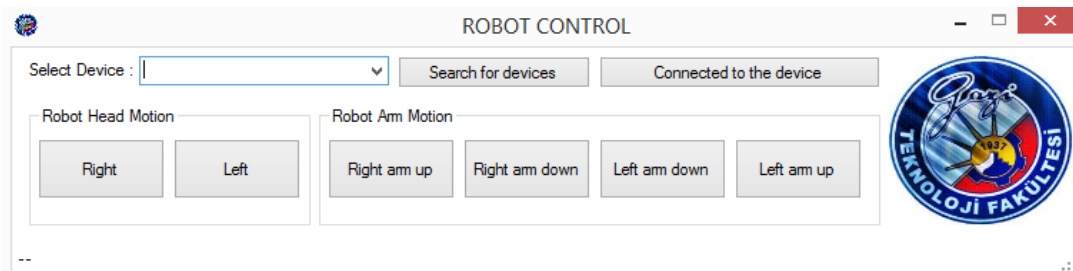 ROBOT CONTROL
Select Device :
Search for devices
Connected to the device
Robot Head Motion
Right
Left
Robot Arm Motion
Right arm up
Right arm down
Left arm down
Left arm up
Gazi
1937
TEKNOLOJİ FAKÜLTESİ
--